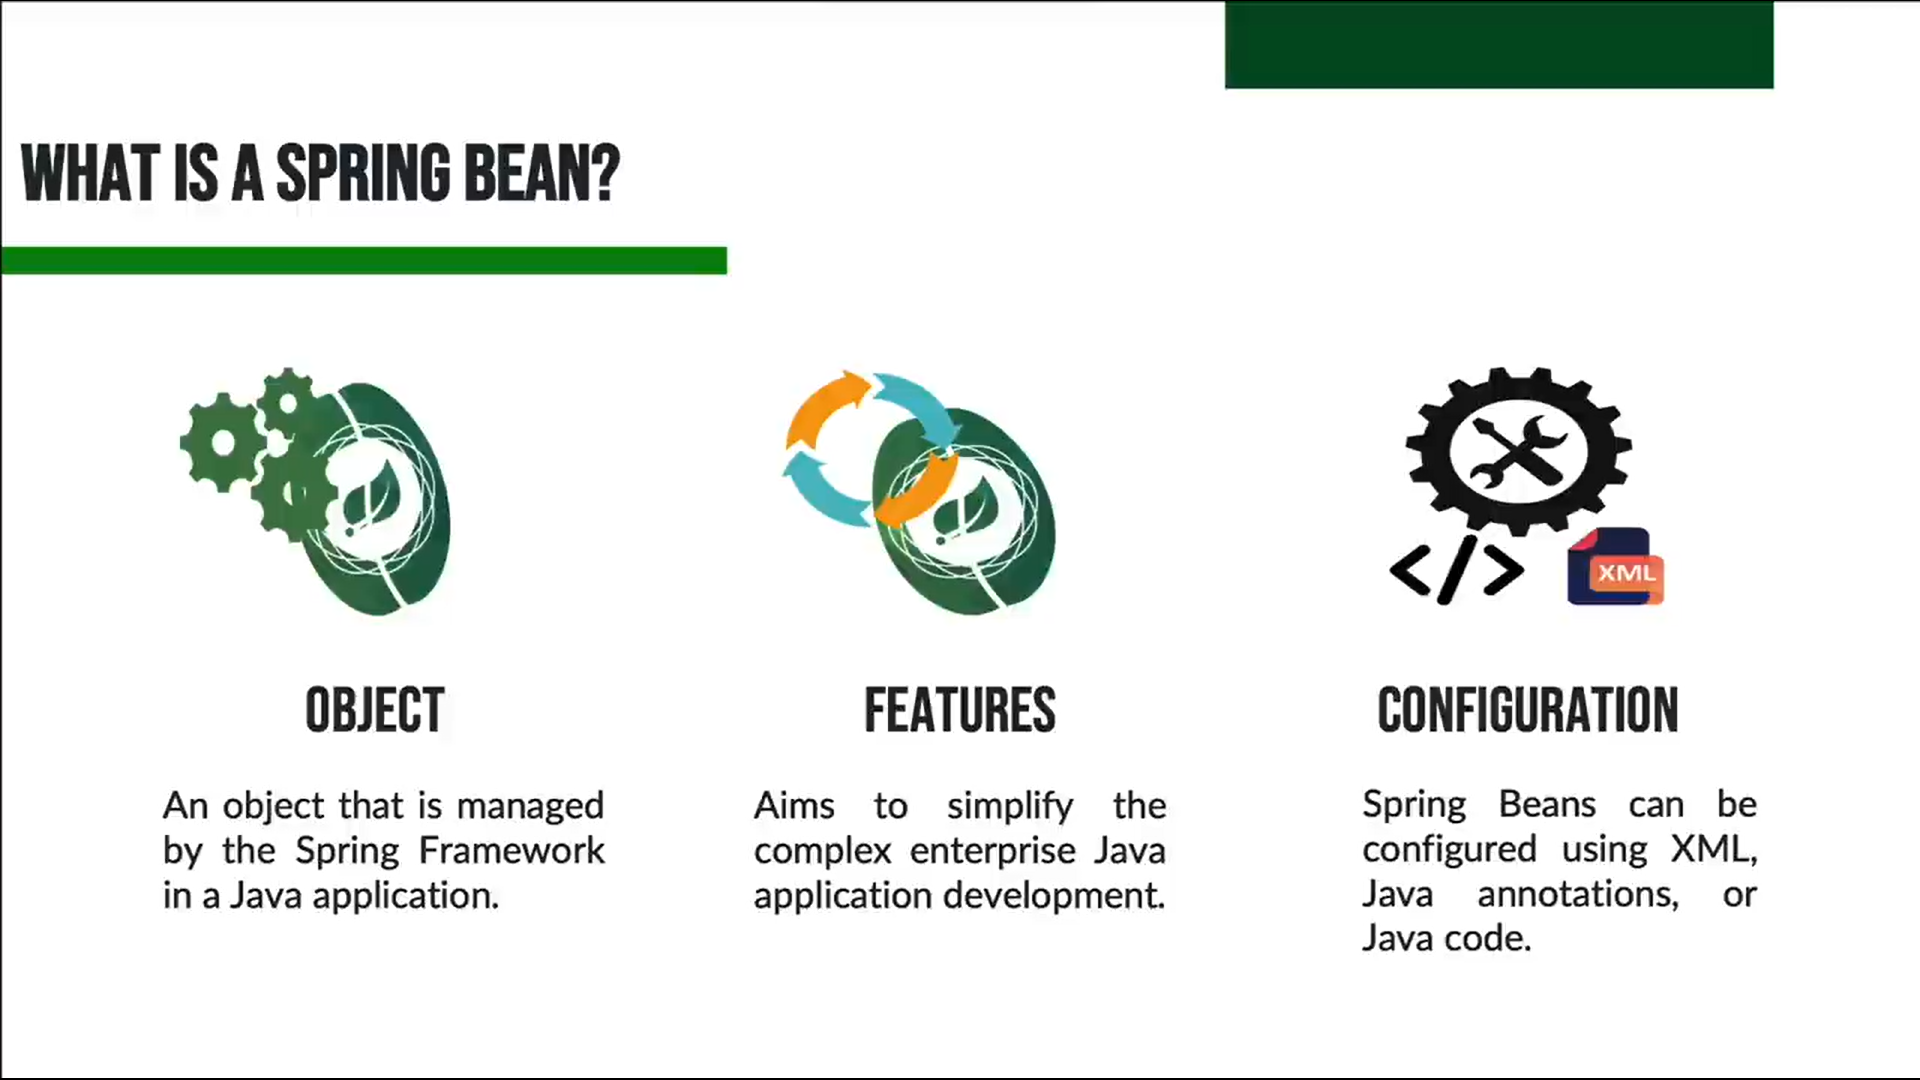 WHAT IS A SPRING BEAN?
XML
OBJECT
An object that is managed
by the Spring Framework
in a Java application.
FEATURES
Aims to simplify the
complex enterprise Java
application development.
CONFIGURATION
Spring Beans can be
configured using XML,
Java annotations, or
Java code.